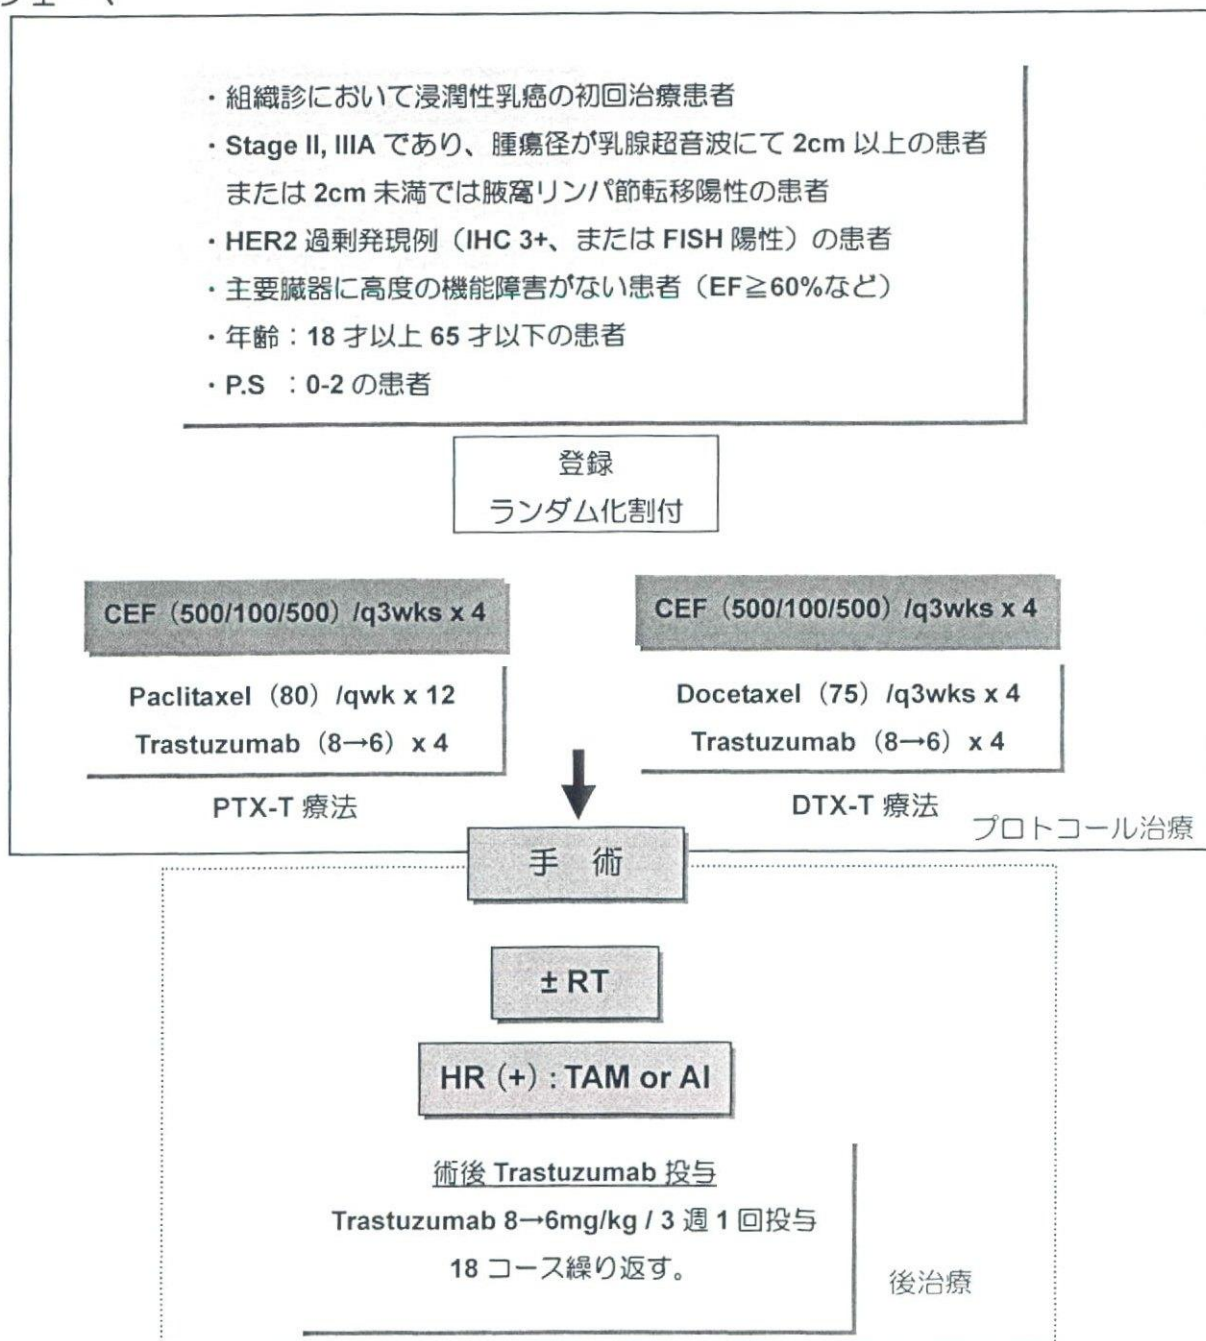 ・組織診において浸潤性乳癌の初回治療患者
・Stage II, IIIA であり、腫瘍径が乳腺超音波にて 2cm 以上の患者
または 2cm 未満では腋窩リンパ節転移陽性の患者
・HER2 過剰発現例（IHC 3+、または FISH 陽性）の患者
・主要臓器に高度の機能障害がない患者（EF≧60%など）
・年齢：18 才以上 65 才以下の患者
・P.S ：0-2 の患者
登録
ランダム化割付
CEF（500/100/500）/q3wks x 4
Paclitaxel（80）/qwk x 12
Trastuzumab（8→6）x 4
PTX-T 療法
CEF（500/100/500）/q3wks x 4
Docetaxel（75）/q3wks x 4
Trastuzumab（8→6）x 4
DTX-T 療法
プロトコール治療
手 術
± RT
HR（+）: TAM or AI
術後 Trastuzumab 投与
Trastuzumab 8→6mg/kg / 3 週 1 回投与
18 コース繰り返す。
後治療